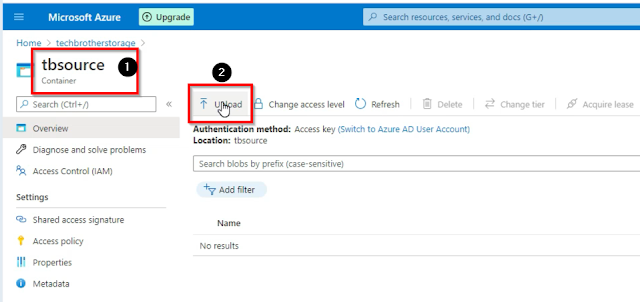 Microsoft Azure
Upgrade
Search resources, services, and docs (G+/)
Home > techbrotherstorage >
tbsource
Container
1
2
Search (Ctrl+/)
«
Upload
Change access level
Refresh
Delete
Change tier
Acquire lease
Overview
Diagnose and solve problems
Access Control (IAM)
Settings
Shared access signature
Access policy
Properties
Metadata
Authentication method: Access key (Switch to Azure AD User Account)
Location: tbsource
Search blobs by prefix (case-sensitive)
Add filter
Name
No results